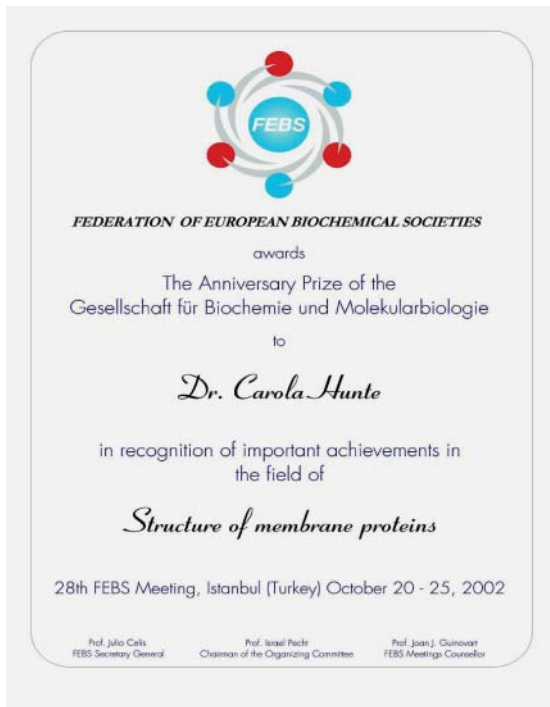 FEBS
FEDERATION OF EUROPEAN BIOCHEMICAL SOCIETIES
awards
The Anniversary Prize of the
Gesellschaft für Biochemie und Molekularbiologie
to
Dr. Carola Hunte
in recognition of important achievements in
the field of
Structure of membrane proteins
28th FEBS Meeting, Istanbul (Turkey) October 20 - 25, 2002
Prof. Julio Celis Prof. Israel Pecht Prof. Joan J. Guinovart
FEBS Secretary General Chairman of the Organizing Committee FEBS Meetings Counsellor